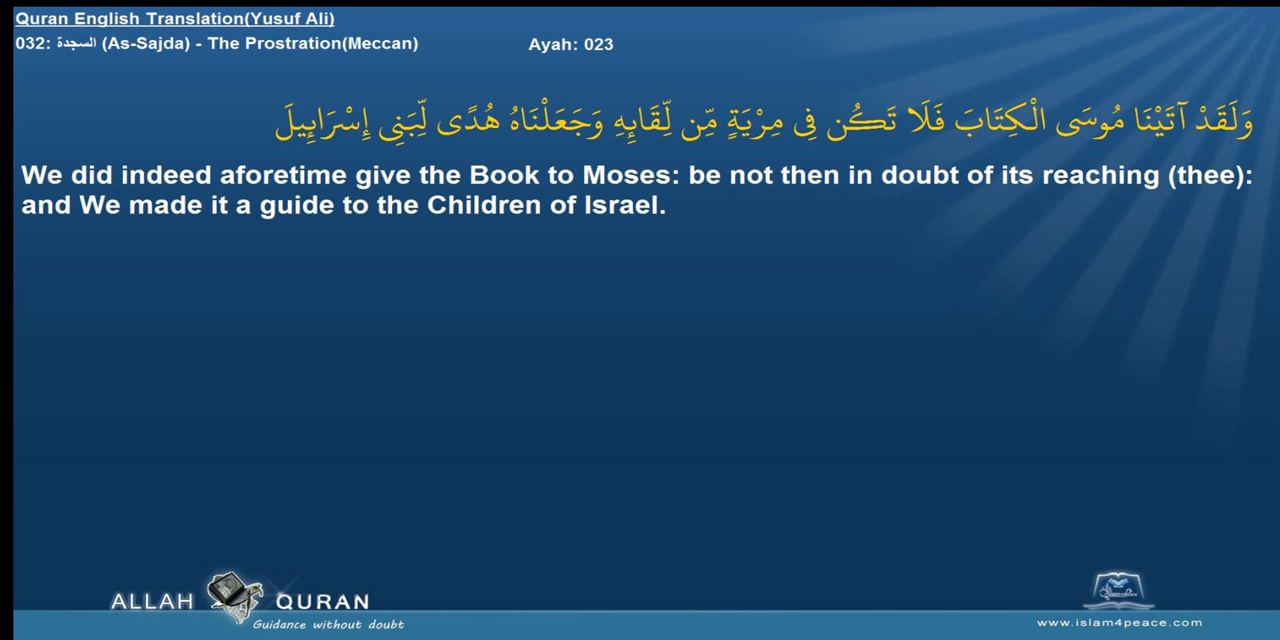 Quran English Translation(Yusuf Ali)
032: السجدة (As-Sajda) - The Prostration(Meccan) Ayah: 023
وَلَقَدْ آتَيْنَا مُوسَى الْكِتَابَ فَلَا تَكُن فِي مِرْيَةٍ مِّن لِّقَائِهِ وَجَعَلْنَاهُ هُدًى لِّبَنِي إِسْرَائِيلَ
We did indeed aforetime give the Book to Moses: be not then in doubt of its reaching (thee):
and We made it a guide to the Children of Israel.
ALLAH QURAN
Guidance without doubt
www.islam4peace.com